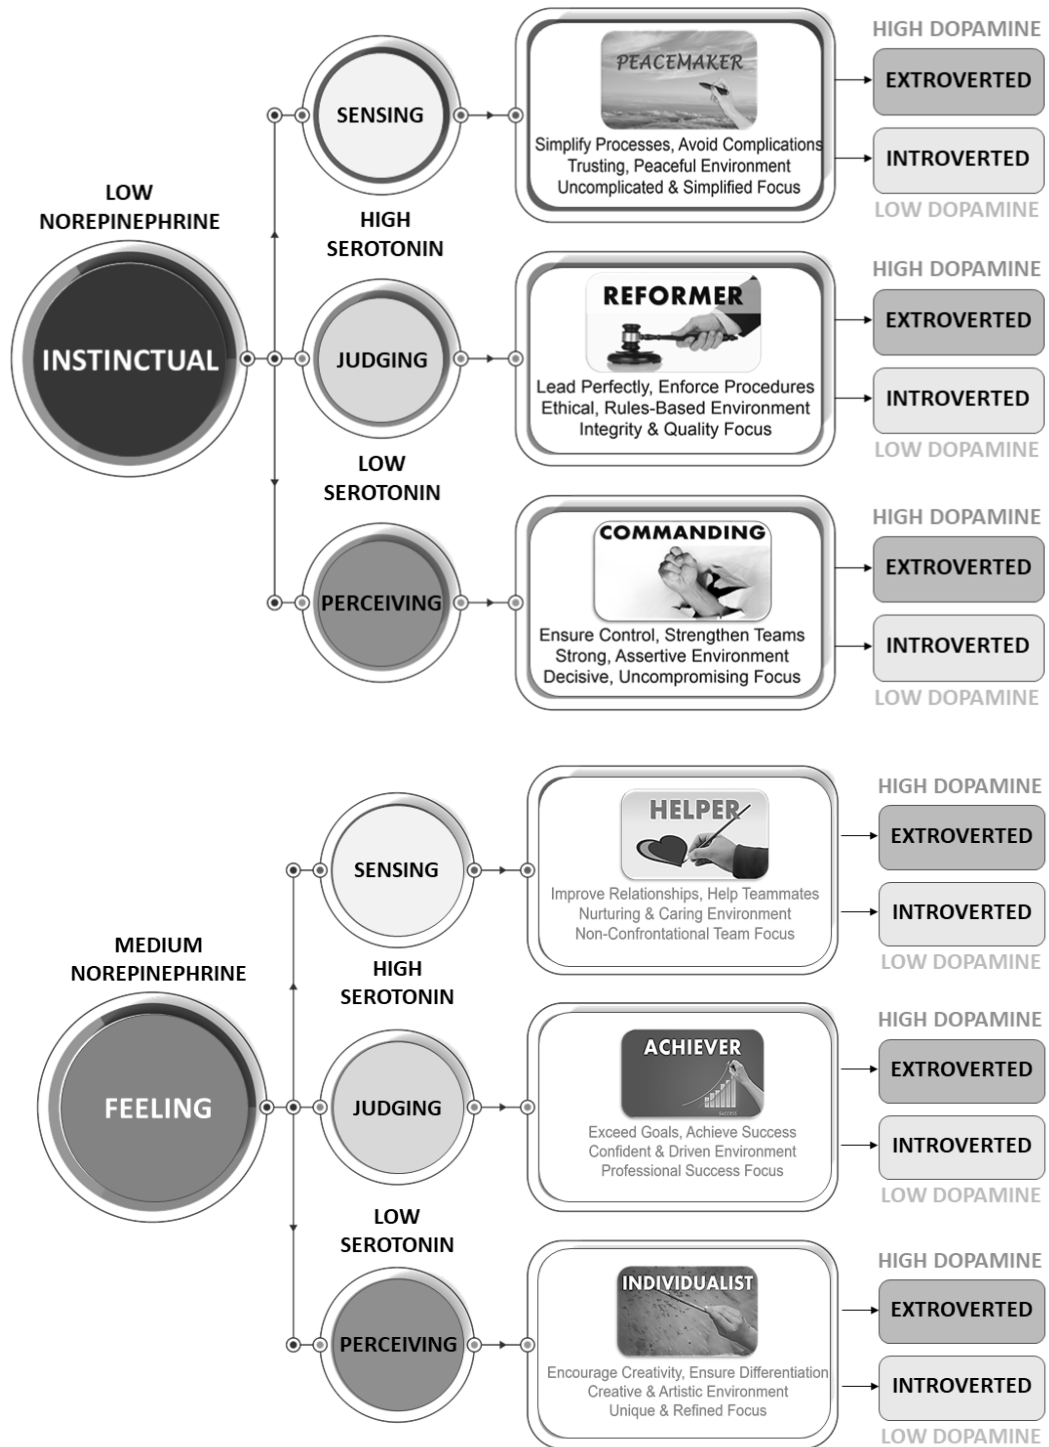 HIGH DOPAMINE
PEACEMAKER
SENSING
EXTROVERTED
Simplify Processes, Avoid Complications
Trusting, Peaceful Environment
Uncomplicated & Simplified Focus
INTROVERTED
LOW DOPAMINE
LOW
NOREPINEPHRINE
HIGH
SEROTONIN
HIGH DOPAMINE
INSTINCTUAL
JUDGING
REFORMER
EXTROVERTED
Lead Perfectly, Enforce Procedures
Ethical, Rules-Based Environment
Integrity & Quality Focus
INTROVERTED
LOW DOPAMINE
LOW
SEROTONIN
HIGH DOPAMINE
COMMANDING
EXTROVERTED
PERCEIVING
Ensure Control, Strengthen Teams
Strong, Assertive Environment
Decisive, Uncompromising Focus
INTROVERTED
LOW DOPAMINE
HIGH DOPAMINE
HELPER
EXTROVERTED
SENSING
Improve Relationships, Help Teammates
Nurturing & Caring Environment
Non-Confrontational Team Focus
INTROVERTED
LOW DOPAMINE
MEDIUM
NOREPINEPHRINE
HIGH
SEROTONIN
HIGH DOPAMINE
FEELING
JUDGING
ACHIEVER
SUCCESS
EXTROVERTED
Exceed Goals, Achieve Success
Confident & Driven Environment
Professional Success Focus
INTROVERTED
LOW DOPAMINE
LOW
SEROTONIN
HIGH DOPAMINE
INDIVIDUALIST
EXTROVERTED
PERCEIVING
Encourage Creativity, Ensure Differentiation
Creative & Artistic Environment
Unique & Refined Focus
INTROVERTED
LOW DOPAMINE